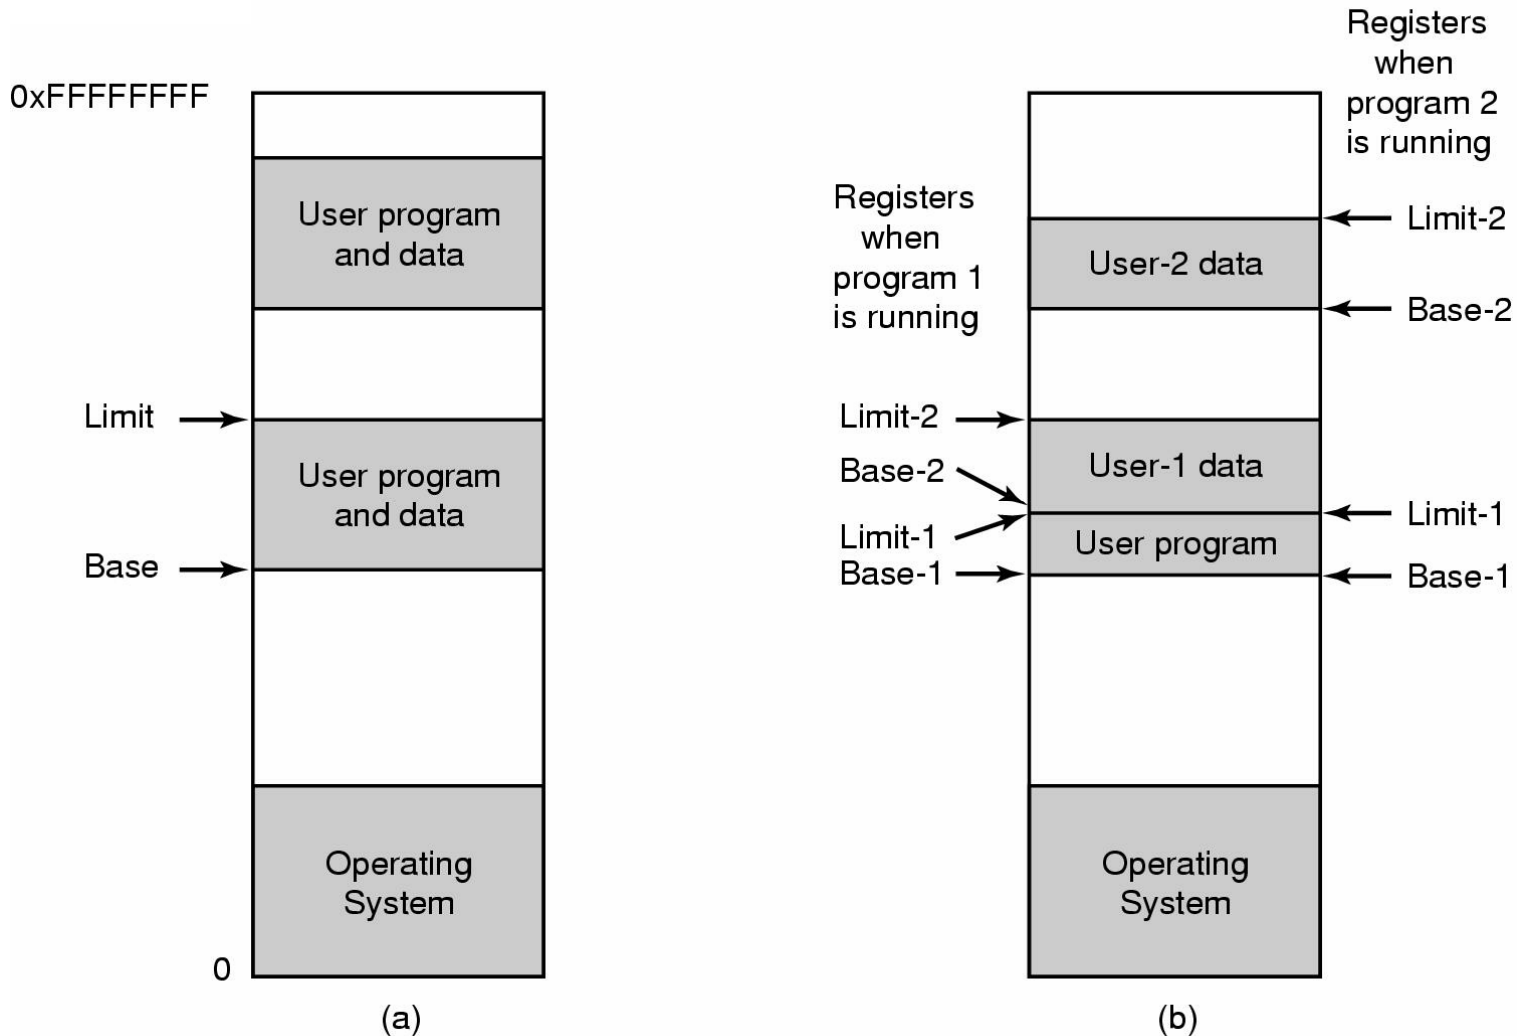 0xFFFFFFFF
User program
and data
Limit
User program
and data
Base
Operating
System
0
(a)
Registers
when
program 1
is running
Limit-2
Base-2
Limit-1
Base-1
User-2 data
User-1 data
User program
Operating
System
(b)
Registers
when
program 2
is running
Limit-2
Base-2
Limit-1
Base-1